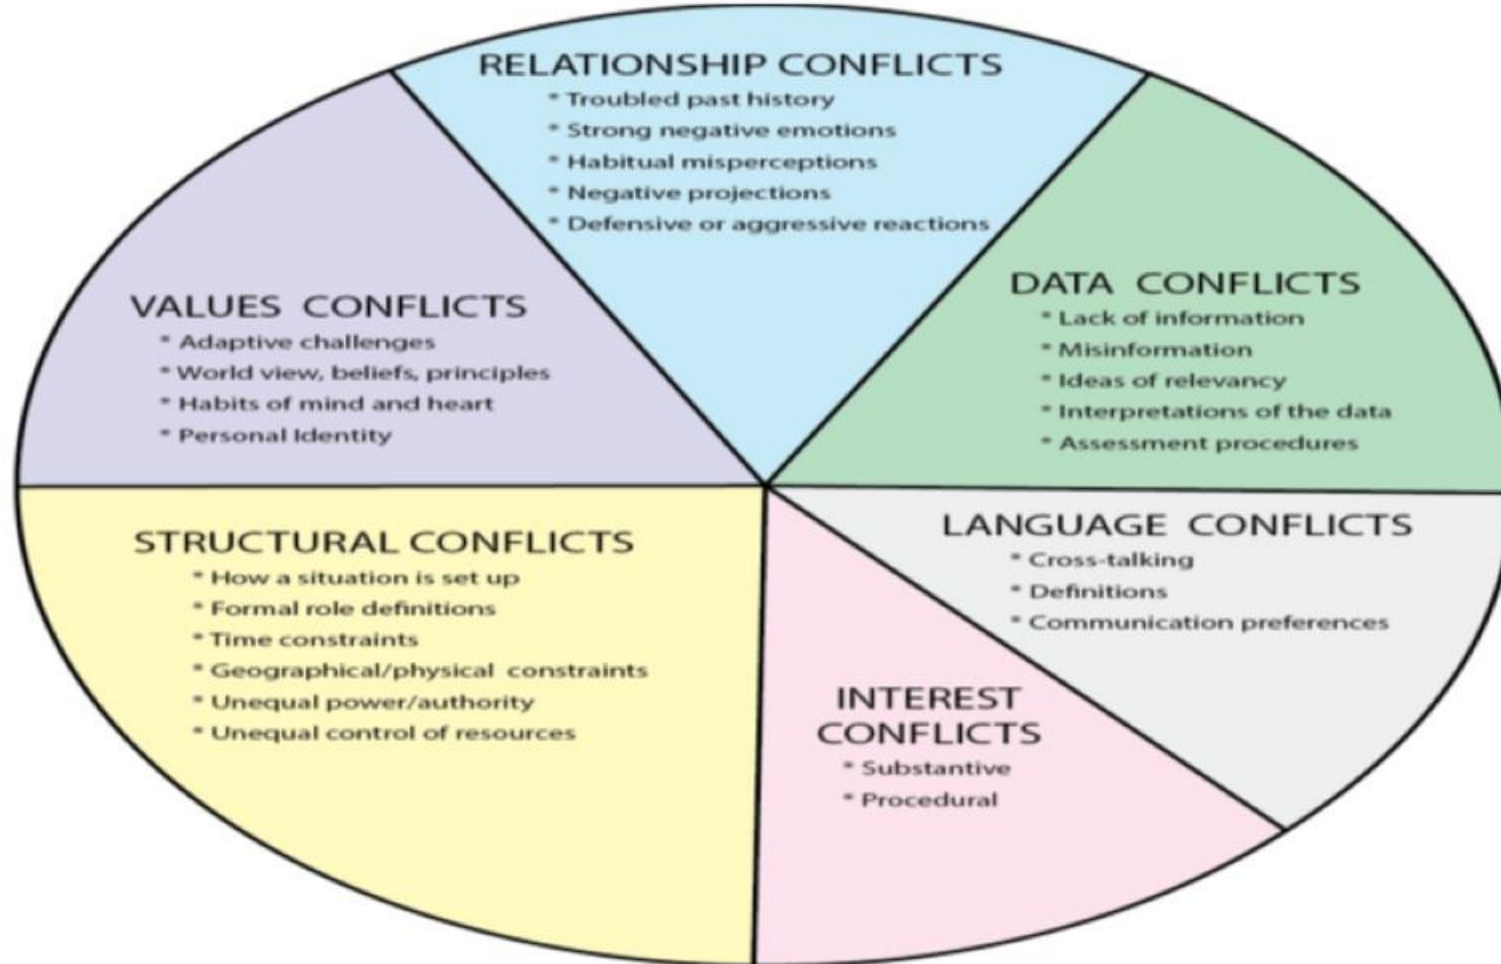 RELATIONSHIP CONFLICTS
* Troubled past history
* Strong negative emotions
* Habitual misperceptions
* Negative projections
* Defensive or aggressive reactions
DATA CONFLICTS
* Lack of information
* Misinformation
* Ideas of relevancy
* Interpretations of the data
* Assessment procedures
LANGUAGE CONFLICTS
* Cross-talking
* Definitions
* Communication preferences
INTEREST
CONFLICTS
* Substantive
* Procedural
STRUCTURAL CONFLICTS
* How a situation is set up
* Formal role definitions
* Time constraints
* Geographical/physical constraints
* Unequal power/authority
* Unequal control of resources
VALUES CONFLICTS
* Adaptive challenges
* World view, beliefs, principles
* Habits of mind and heart
* Personal Identity